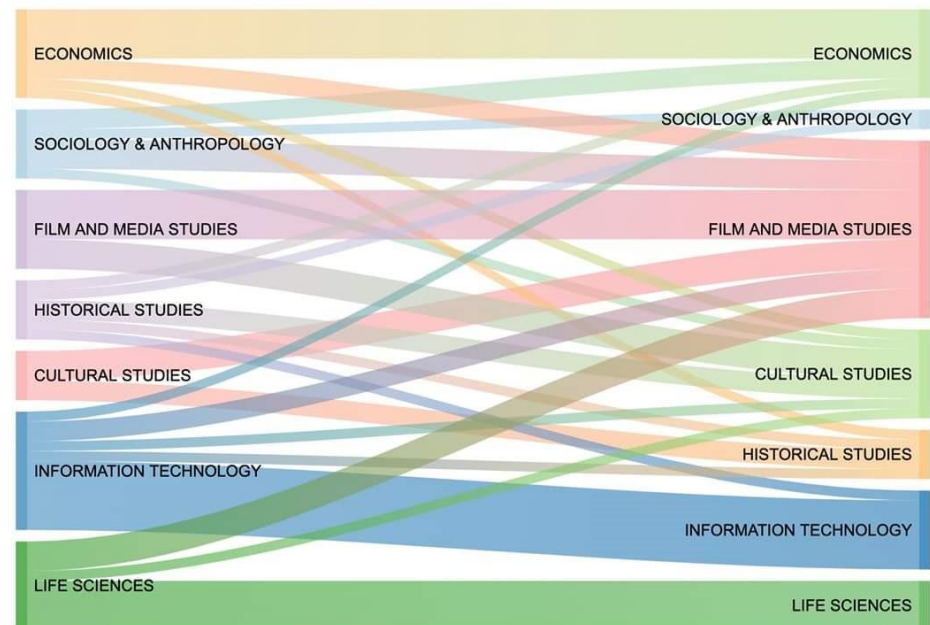 ECONOMICS
SOCIOLOGY & ANTHROPOLOGY
FILM AND MEDIA STUDIES
HISTORICAL STUDIES
CULTURAL STUDIES
INFORMATION TECHNOLOGY
LIFE SCIENCES
ECONOMICS
SOCIOLOGY & ANTHROPOLOGY
FILM AND MEDIA STUDIES
CULTURAL STUDIES
HISTORICAL STUDIES
INFORMATION TECHNOLOGY
LIFE SCIENCES